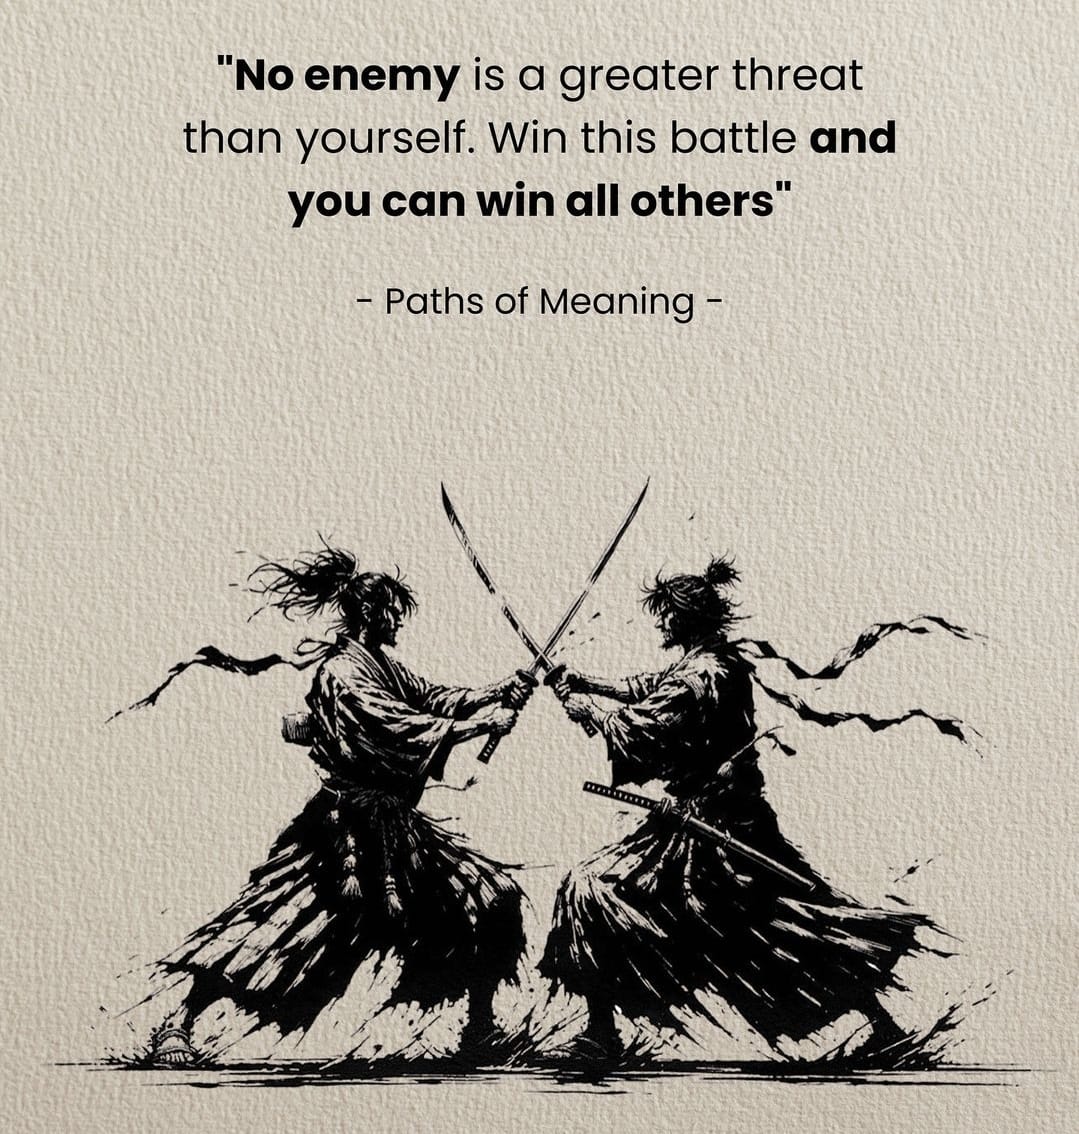 "No enemy is a greater threat
than yourself. Win this battle and
you can win all others"
- Paths of Meaning -